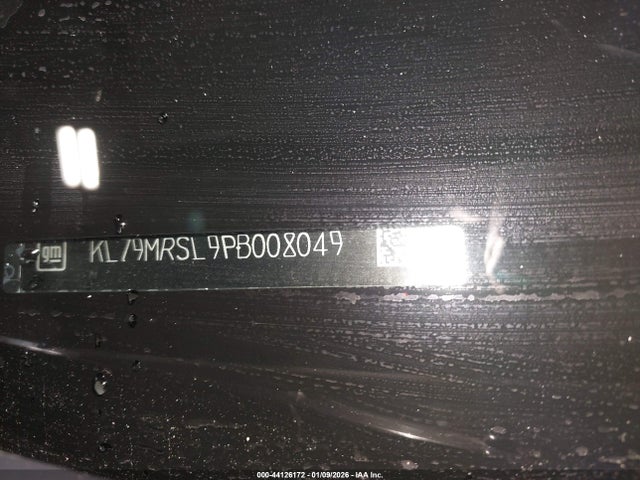 gm KL79MRSL9PB008049
000-44126172 - 01/09/2026 - IAA Inc.